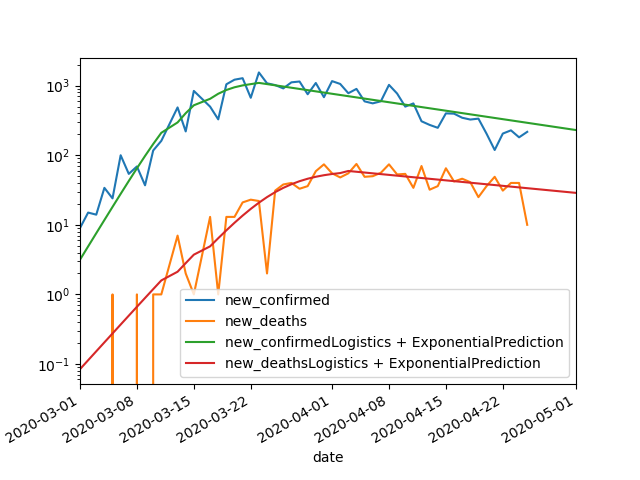 10³
10²
10¹
10⁰
10⁻¹
new_confirmed
new_deaths
new_confirmedLogistics + ExponentialPrediction
new_deathsLogistics + ExponentialPrediction
2020-03-01
2020-03-08
2020-03-15
2020-03-22
2020-04-01
2020-04-08
2020-04-15
2020-04-22
2020-05-01
date